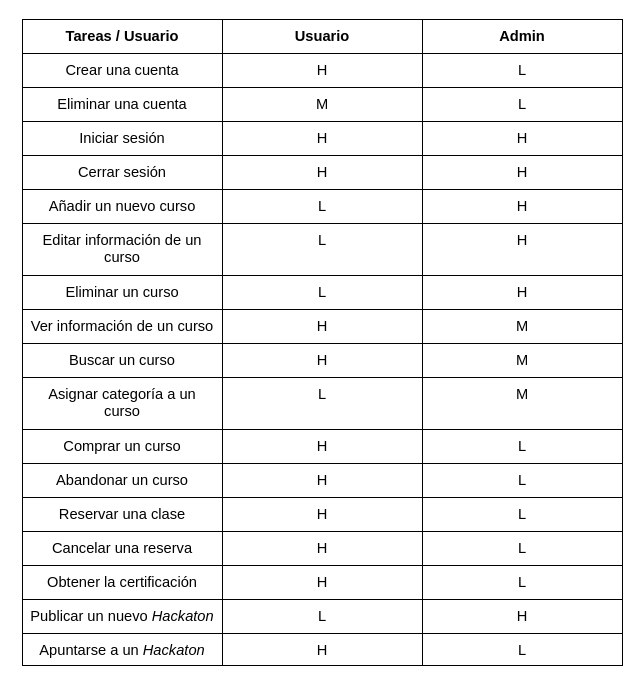 Tareas / Usuario Usuario Admin
Crear una cuenta H L
Eliminar una cuenta M L
Iniciar sesión H H
Cerrar sesión H H
Añadir un nuevo curso L H
Editar información de un L H
curso
Eliminar un curso L H
Ver información de un curso H M
Buscar un curso H M
Asignar categoría a un L M
curso
Comprar un curso H L
Abandonar un curso H L
Reservar una clase H L
Cancelar una reserva H L
Obtener la certificación H L
Publicar un nuevo Hackaton L H
Apuntarse a un Hackaton H L